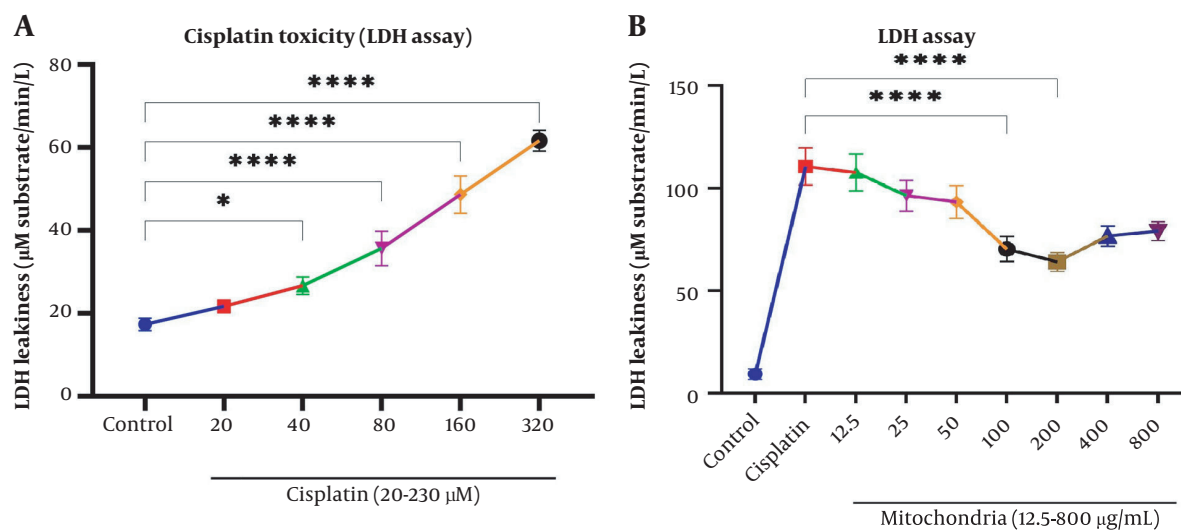 A
Cisplatin toxicity (LDH assay)
LDH leakiness (μM substrate/min/L)
80
60
40
20
0
****
****
****
*
Control 20 40 80 160 320
Cisplatin (20-230 μM)
B
LDH assay
LDH leakiness (μM substrate/min/L)
150
100
50
0
****
****
Control Cisplatin 12.5 25 50 100 200 400 800
Mitochondria (12.5-800 μg/mL)